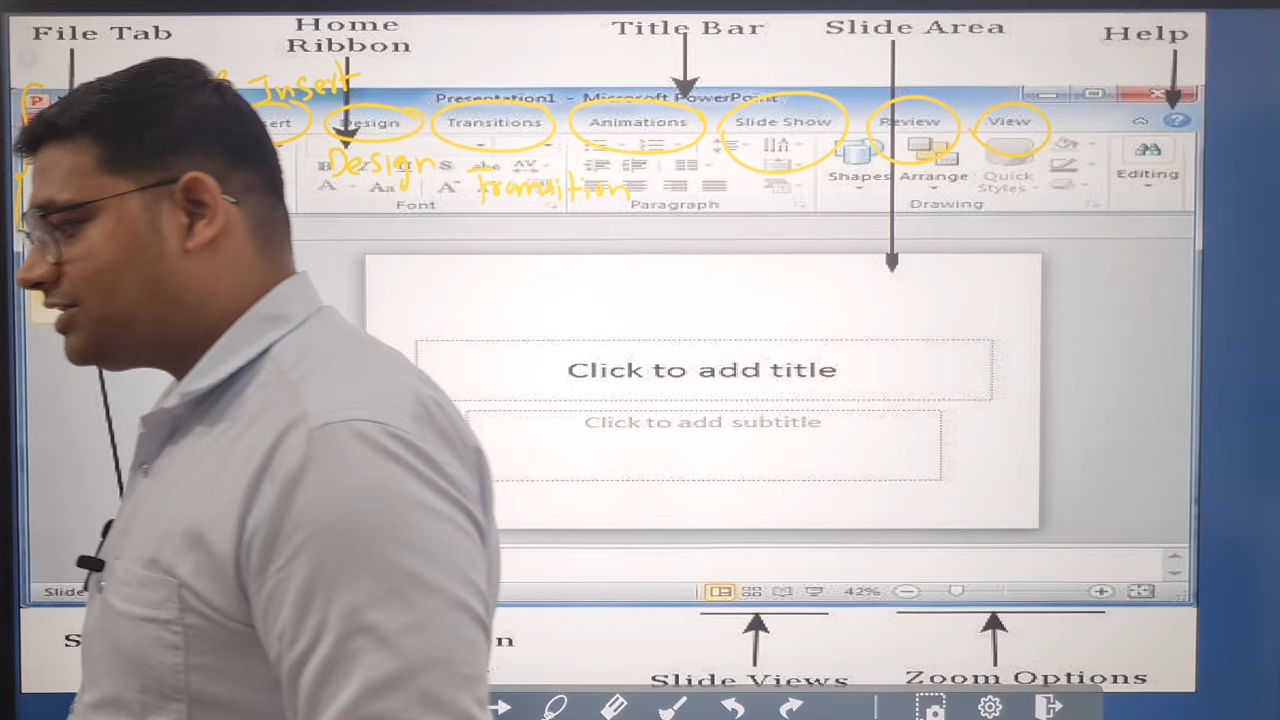 File Tab
Home
Ribbon
Title Bar
Slide Area
Help
Insert
P
Presentation1 - Microsoft PowerPoint
Design
Transitions
Animations
Slide Show
Review
View
Design
Transition
Font
Paragraph
Shapes
Arrange
Quick
Styles
Drawing
Editing
Click to add title
Click to add subtitle
Slide
42%
Slide Views
Zoom Options